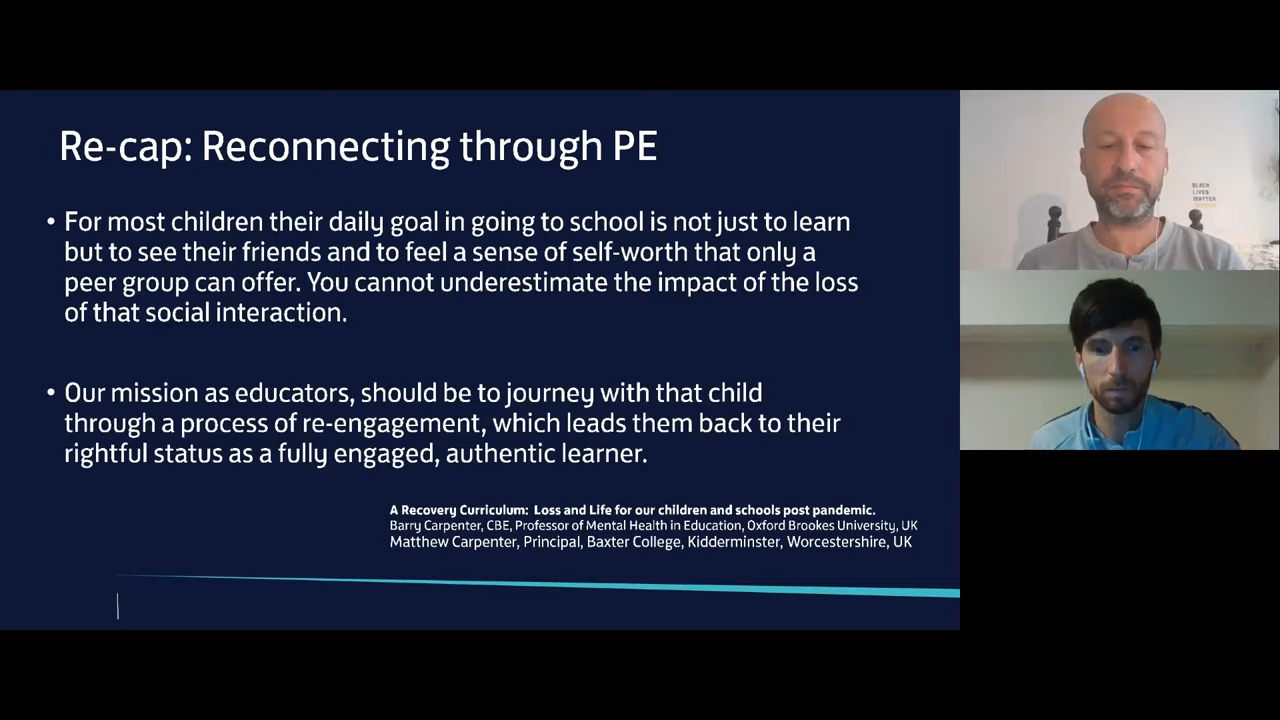 Re-cap: Reconnecting through PE
• For most children their daily goal in going to school is not just to learn
but to see their friends and to feel a sense of self-worth that only a
peer group can offer. You cannot underestimate the impact of the loss
of that social interaction.
• Our mission as educators, should be to journey with that child
through a process of re-engagement, which leads them back to their
rightful status as a fully engaged, authentic learner.
A Recovery Curriculum: Loss and Life for our children and schools post pandemic.
Barry Carpenter, CBE, Professor of Mental Health in Education, Oxford Brookes University, UK
Matthew Carpenter, Principal, Baxter College, Kidderminster, Worcestershire, UK
BLACK
LIVES
MATTER